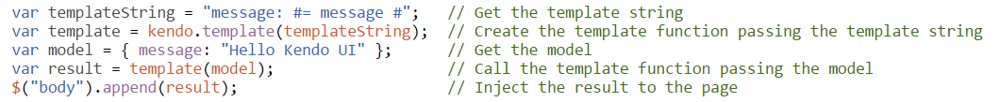 var templateString = "message: #= message #";   // Get the template string
var template = kendo.template(templateString);  // Create the template function passing the template string
var model = { message: "Hello Kendo UI" };      // Get the model
var result = template(model);                   // Call the template function passing the model
$("body").append(result);                       // Inject the result to the page